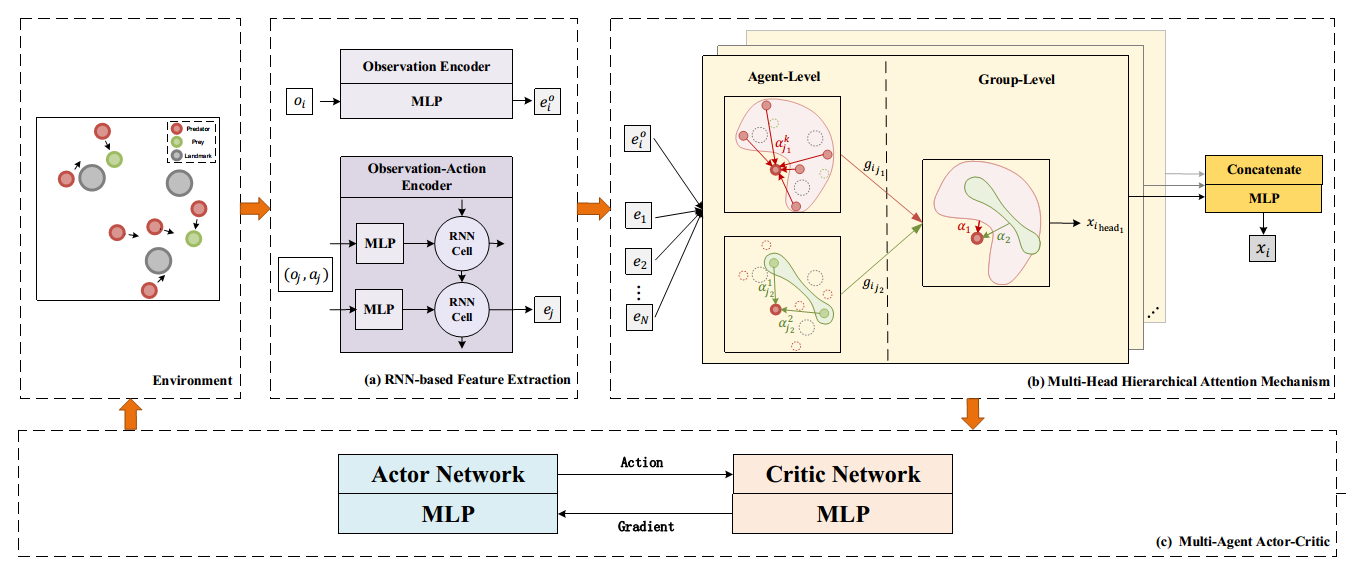 Predator
Prey
Landmark
Environment
Observation Encoder
MLP
o_i
e_i^o
Observation-Action
Encoder
MLP
RNN
Cell
(o_j, a_j)
MLP
RNN
Cell
e_j
(a) RNN-based Feature Extraction
e_i^o
e_1
e_2
⋮
e_N
Agent-Level
Group-Level
α_{j_1}^k
g_{ij_1}
α_{j_2}^1
α_{j_2}^2
g_{ij_2}
α_1
α_2
x_{i head_1}
Concatenate
MLP
x_i
(b) Multi-Head Hierarchical Attention Mechanism
Actor Network
MLP
Action
Gradient
Critic Network
MLP
(c) Multi-Agent Actor-Critic